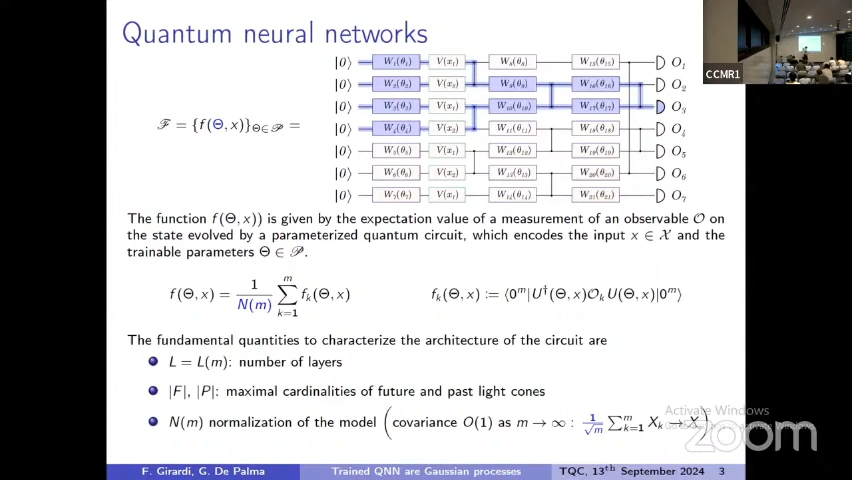 Quantum neural networks
|0⟩ W₁(θ₁) V(x₁) W₈(θ₈) W₁₅(θ₁₅) O₁
|0⟩ W₂(θ₂) V(x₂) W₉(θ₉) W₁₆(θ₁₆) O₂
|0⟩ W₃(θ₃) V(x₁) W₁₀(θ₁₀) W₁₇(θ₁₇) O₃
|0⟩ W₄(θ₄) V(x₂) W₁₁(θ₁₁) W₁₈(θ₁₈) O₄
|0⟩ W₅(θ₅) V(x₁) W₁₂(θ₁₂) W₁₉(θ₁₉) O₅
|0⟩ W₆(θ₆) V(x₂) W₁₃(θ₁₃) W₂₀(θ₂₀) O₆
|0⟩ W₇(θ₇) V(x₁) W₁₄(θ₁₄) W₂₁(θ₂₁) O₇
ℱ = {f(Θ, x)}_{Θ∈𝒫} =
CCMR1
The function f(Θ, x)) is given by the expectation value of a measurement of an observable 𝒪 on
the state evolved by a parameterized quantum circuit, which encodes the input x ∈ 𝒳 and the
trainable parameters Θ ∈ 𝒫.
f(Θ, x) = 1/N(m) ∑_{k=1}^{m} f_k(Θ, x) f_k(Θ, x) := ⟨0^m|U†(Θ, x)𝒪_k U(Θ, x)|0^m⟩
The fundamental quantities to characterize the architecture of the circuit are
L = L(m): number of layers
|F|, |P|: maximal cardinalities of future and past light cones
N(m) normalization of the model (covariance O(1) as m → ∞ : 1/√m ∑_{k=1}^{m} X_k → X)
Activate Windows
zoom
F. Girardi, G. De Palma Trained QNN are Gaussian processes TQC, 13th September 2024 3